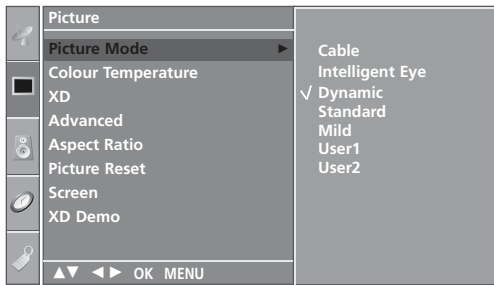 Picture
Picture Mode
Colour Temperature
XD
Advanced
Aspect Ratio
Picture Reset
Screen
XD Demo
OK MENU
Cable
Intelligent Eye
Dynamic
Standard
Mild
User1
User2